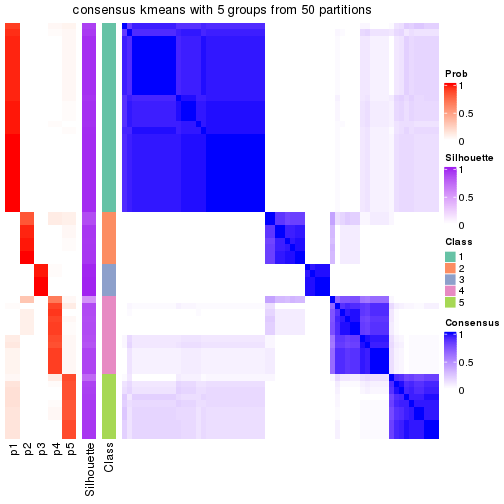 consensus kmeans with 5 groups from 50 partitions
Prob
1
0.5
0
Silhouette
1
0.5
0
Class
1
2
3
4
5
Consensus
1
0.5
0
p1
p2
p3
p4
p5
Silhouette
Class